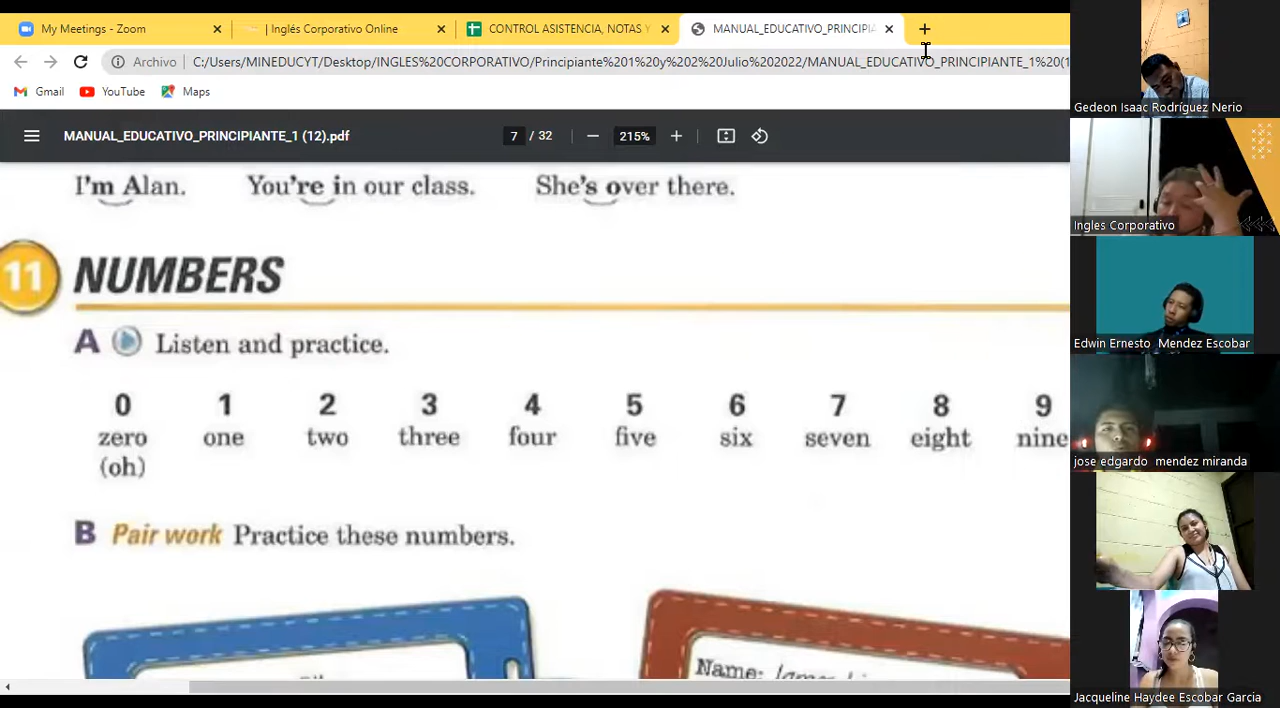 My Meetings - Zoom
Inglés Corporativo Online
CONTROL ASISTENCIA, NOTAS Y
MANUAL_EDUCATIVO_PRINCIPIA
Archivo
C:/Users/MINEDUCYT/Desktop/INGLES%20CORPORATIVO/Principiante%201%20y%202%20Julio%202022/MANUAL_EDUCATIVO_PRINCIPIANTE_1%20(1
Gmail
YouTube
Maps
MANUAL_EDUCATIVO_PRINCIPIANTE_1 (12).pdf
7 / 32
215%
I'm Alan. You're in our class. She's over there.
11 NUMBERS
A Listen and practice.
0 1 2 3 4 5 6 7 8 9
zero one two three four five six seven eight nine
(oh)
B Pair work Practice these numbers.
Name:
Gedeon Isaac Rodríguez Nerio
Ingles Corporativo
Edwin Ernesto Mendez Escobar
jose edgardo mendez miranda
Jacqueline Haydee Escobar Garcia